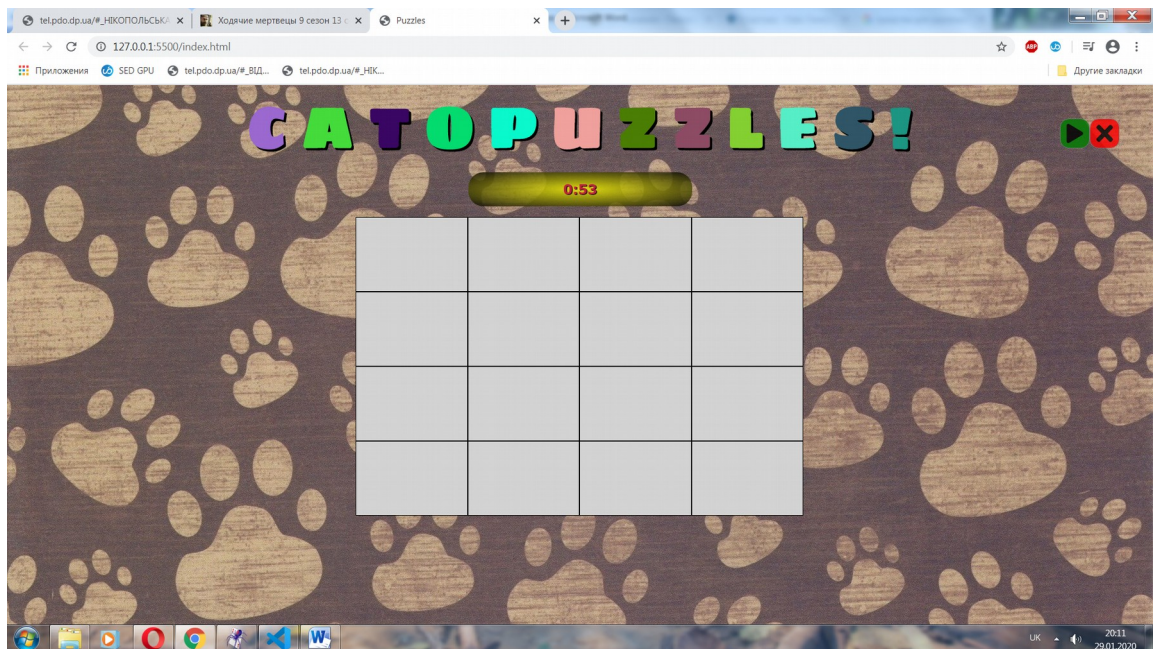 tel.pdo.dp.ua/#_НІКОПОЛЬСЬКА
Ходячие мертвецы 9 сезон 13 с
Puzzles
127.0.0.1:5500/index.html
ABP
Приложения
SED GPU
tel.pdo.dp.ua/#_ВІД...
tel.pdo.dp.ua/#_НІК...
Другие закладки
CATOPUZZLES!
0:53
UK
20:11
29.01.2020